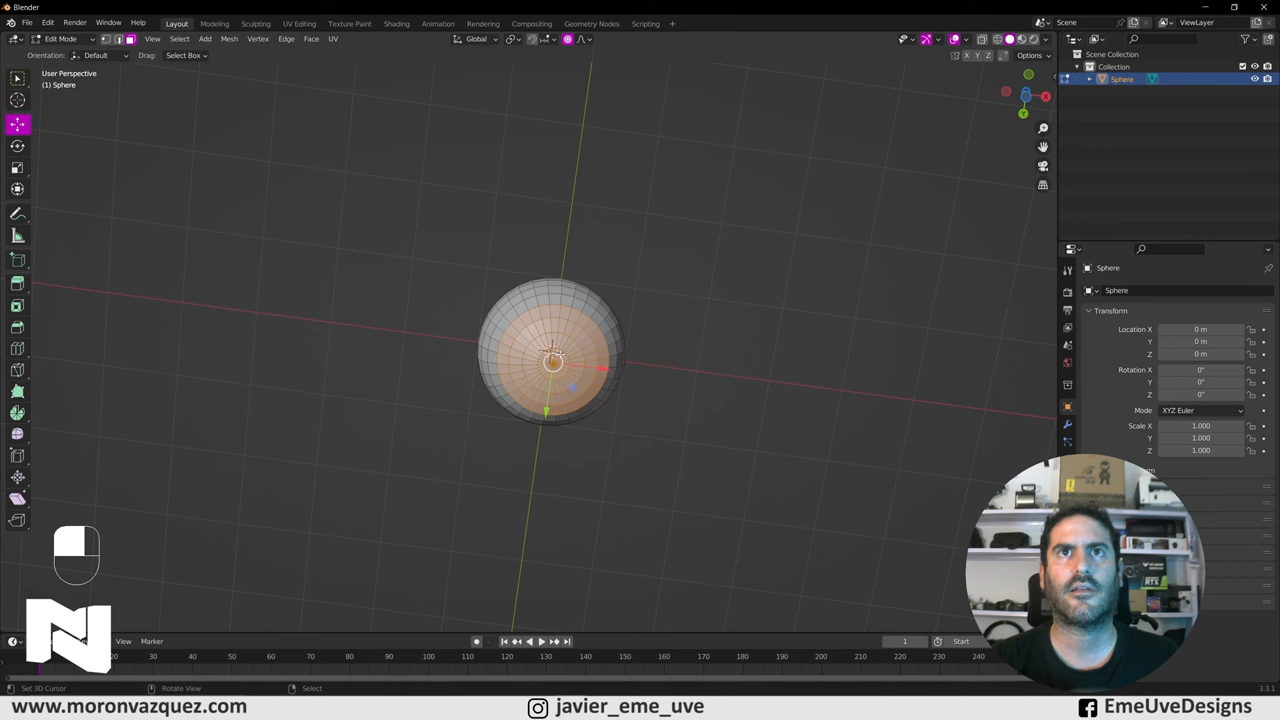 Blender
File Edit Render Window Help Layout Modeling Sculpting UV Editing Texture Paint Shading Animation Rendering Compositing Geometry Nodes Scripting + Scene ViewLayer
Edit Mode View Select Add Mesh Vertex Edge Face UV Global
Orientation: Default Drag: Select Box X Y Z Options
User Perspective
(1) Sphere
X
Y
Scene Collection
Collection
Sphere
Sphere
Sphere
Transform
Location X 0 m
Y 0 m
Z 0 m
Rotation X 0°
Y 0°
Z 0°
Mode XYZ Euler
Scale X 1.000
Y 1.000
Z 1.000
View Marker 1 Start
20 30 40 50 60 70 80 90 100 110 120 130 140 150 160 170 180 190 200 210 220 230 240
Set 3D Cursor Rotate View Select 3.3.1
N
www.moronvazquez.com javier_eme_uve EmeUveDesigns